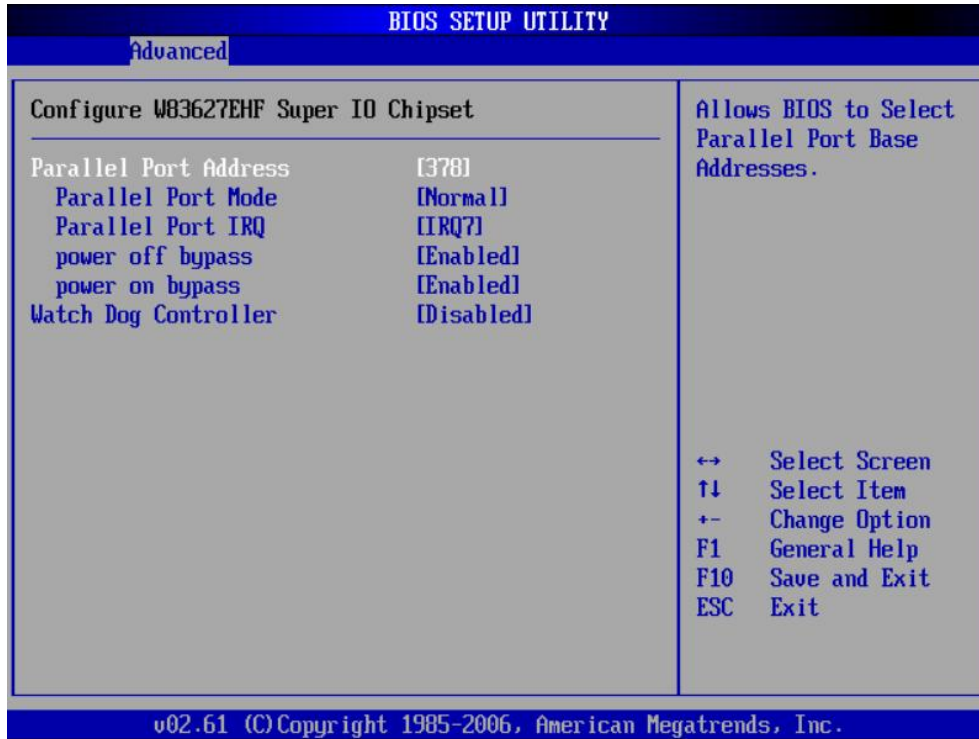 BIOS SETUP UTILITY
Advanced
Configure W83627EHF Super IO Chipset
Parallel Port Address [378]
Parallel Port Mode [Normal]
Parallel Port IRQ [IRQ7]
power off bypass [Enabled]
power on bypass [Enabled]
Watch Dog Controller [Disabled]
Allows BIOS to Select
Parallel Port Base
Addresses.
←→ Select Screen
↑↓ Select Item
+- Change Option
F1 General Help
F10 Save and Exit
ESC Exit
v02.61 (C)Copyright 1985-2006, American Megatrends, Inc.